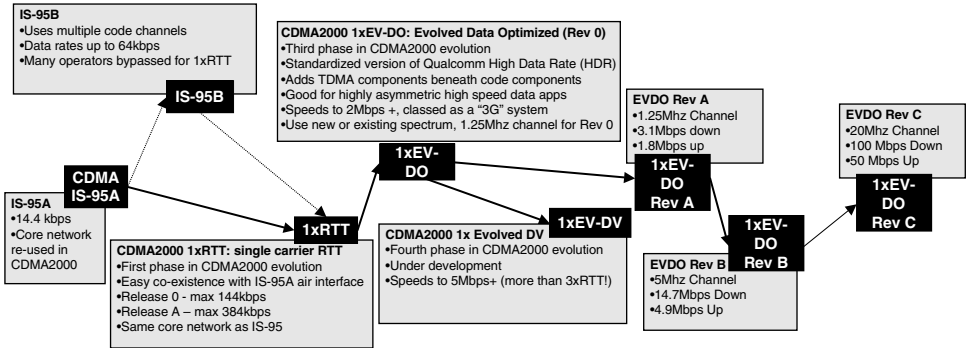 IS-95B
•Uses multiple code channels
•Data rates up to 64kbps
•Many operators bypassed for 1xRTT
IS-95B
CDMA
IS-95A
IS-95A
•14.4 kbps
•Core network
re-used in
CDMA2000
1xRTT
CDMA2000 1xRTT: single carrier RTT
•First phase in CDMA2000 evolution
•Easy co-existence with IS-95A air interface
•Release 0 - max 144kbps
•Release A – max 384kbps
•Same core network as IS-95
CDMA2000 1xEV-DO: Evolved Data Optimized (Rev 0)
•Third phase in CDMA2000 evolution
•Standardized version of Qualcomm High Data Rate (HDR)
•Adds TDMA components beneath code components
•Good for highly asymmetric high speed data apps
•Speeds to 2Mbps +, classed as a “3G” system
•Use new or existing spectrum, 1.25Mhz channel for Rev 0
1xEV-
DO
1xEV-DV
CDMA2000 1x Evolved DV
•Fourth phase in CDMA2000 evolution
•Under development
•Speeds to 5Mbps+ (more than 3xRTT!)
EVDO Rev A
•1.25Mhz Channel
•3.1Mbps down
•1.8Mbps up
1xEV-
DO
Rev A
1xEV-
DO
Rev B
EVDO Rev B
•5Mhz Channel
•14.7Mbps Down
•4.9Mbps Up
EVDO Rev C
•20Mhz Channel
•100 Mbps Down
•50 Mbps Up
1xEV-
DO
Rev C